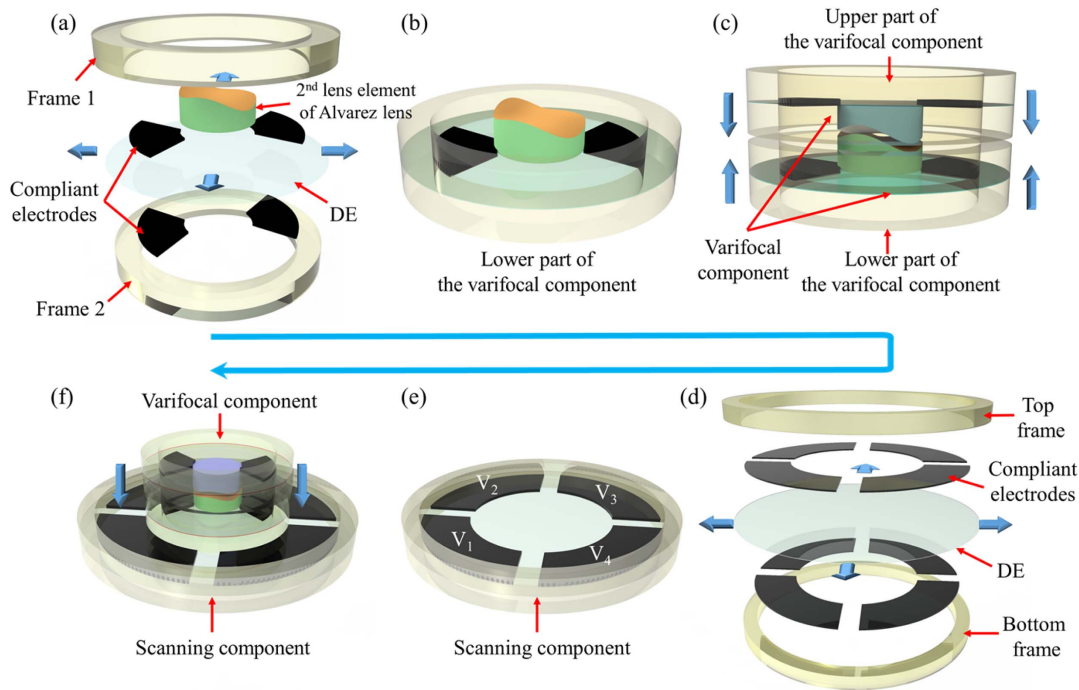 (a)
Frame 1
2nd lens element
of Alvarez lens
Compliant
electrodes
DE
Frame 2
(b)
Lower part of
the varifocal component
(c)
Upper part of
the varifocal component
Varifocal
component
Lower part of
the varifocal component
(f)
Varifocal component
Scanning component
(e)
V2
V3
V1
V4
Scanning component
(d)
Top
frame
Compliant
electrodes
DE
Bottom
frame